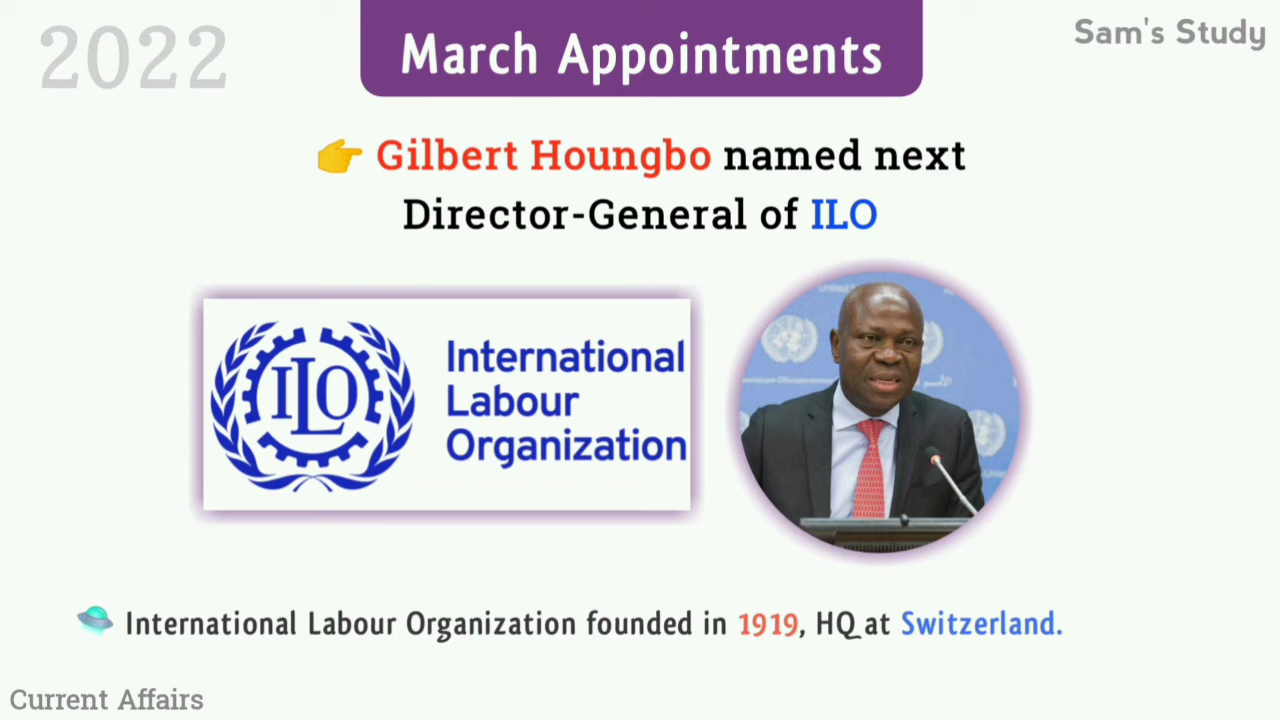 2022
March Appointments
Sam's Study
👉 Gilbert Houngbo named next
Director-General of ILO
ILO
International
Labour
Organization
🛸 International Labour Organization founded in 1919, HQ at Switzerland.
Current Affairs